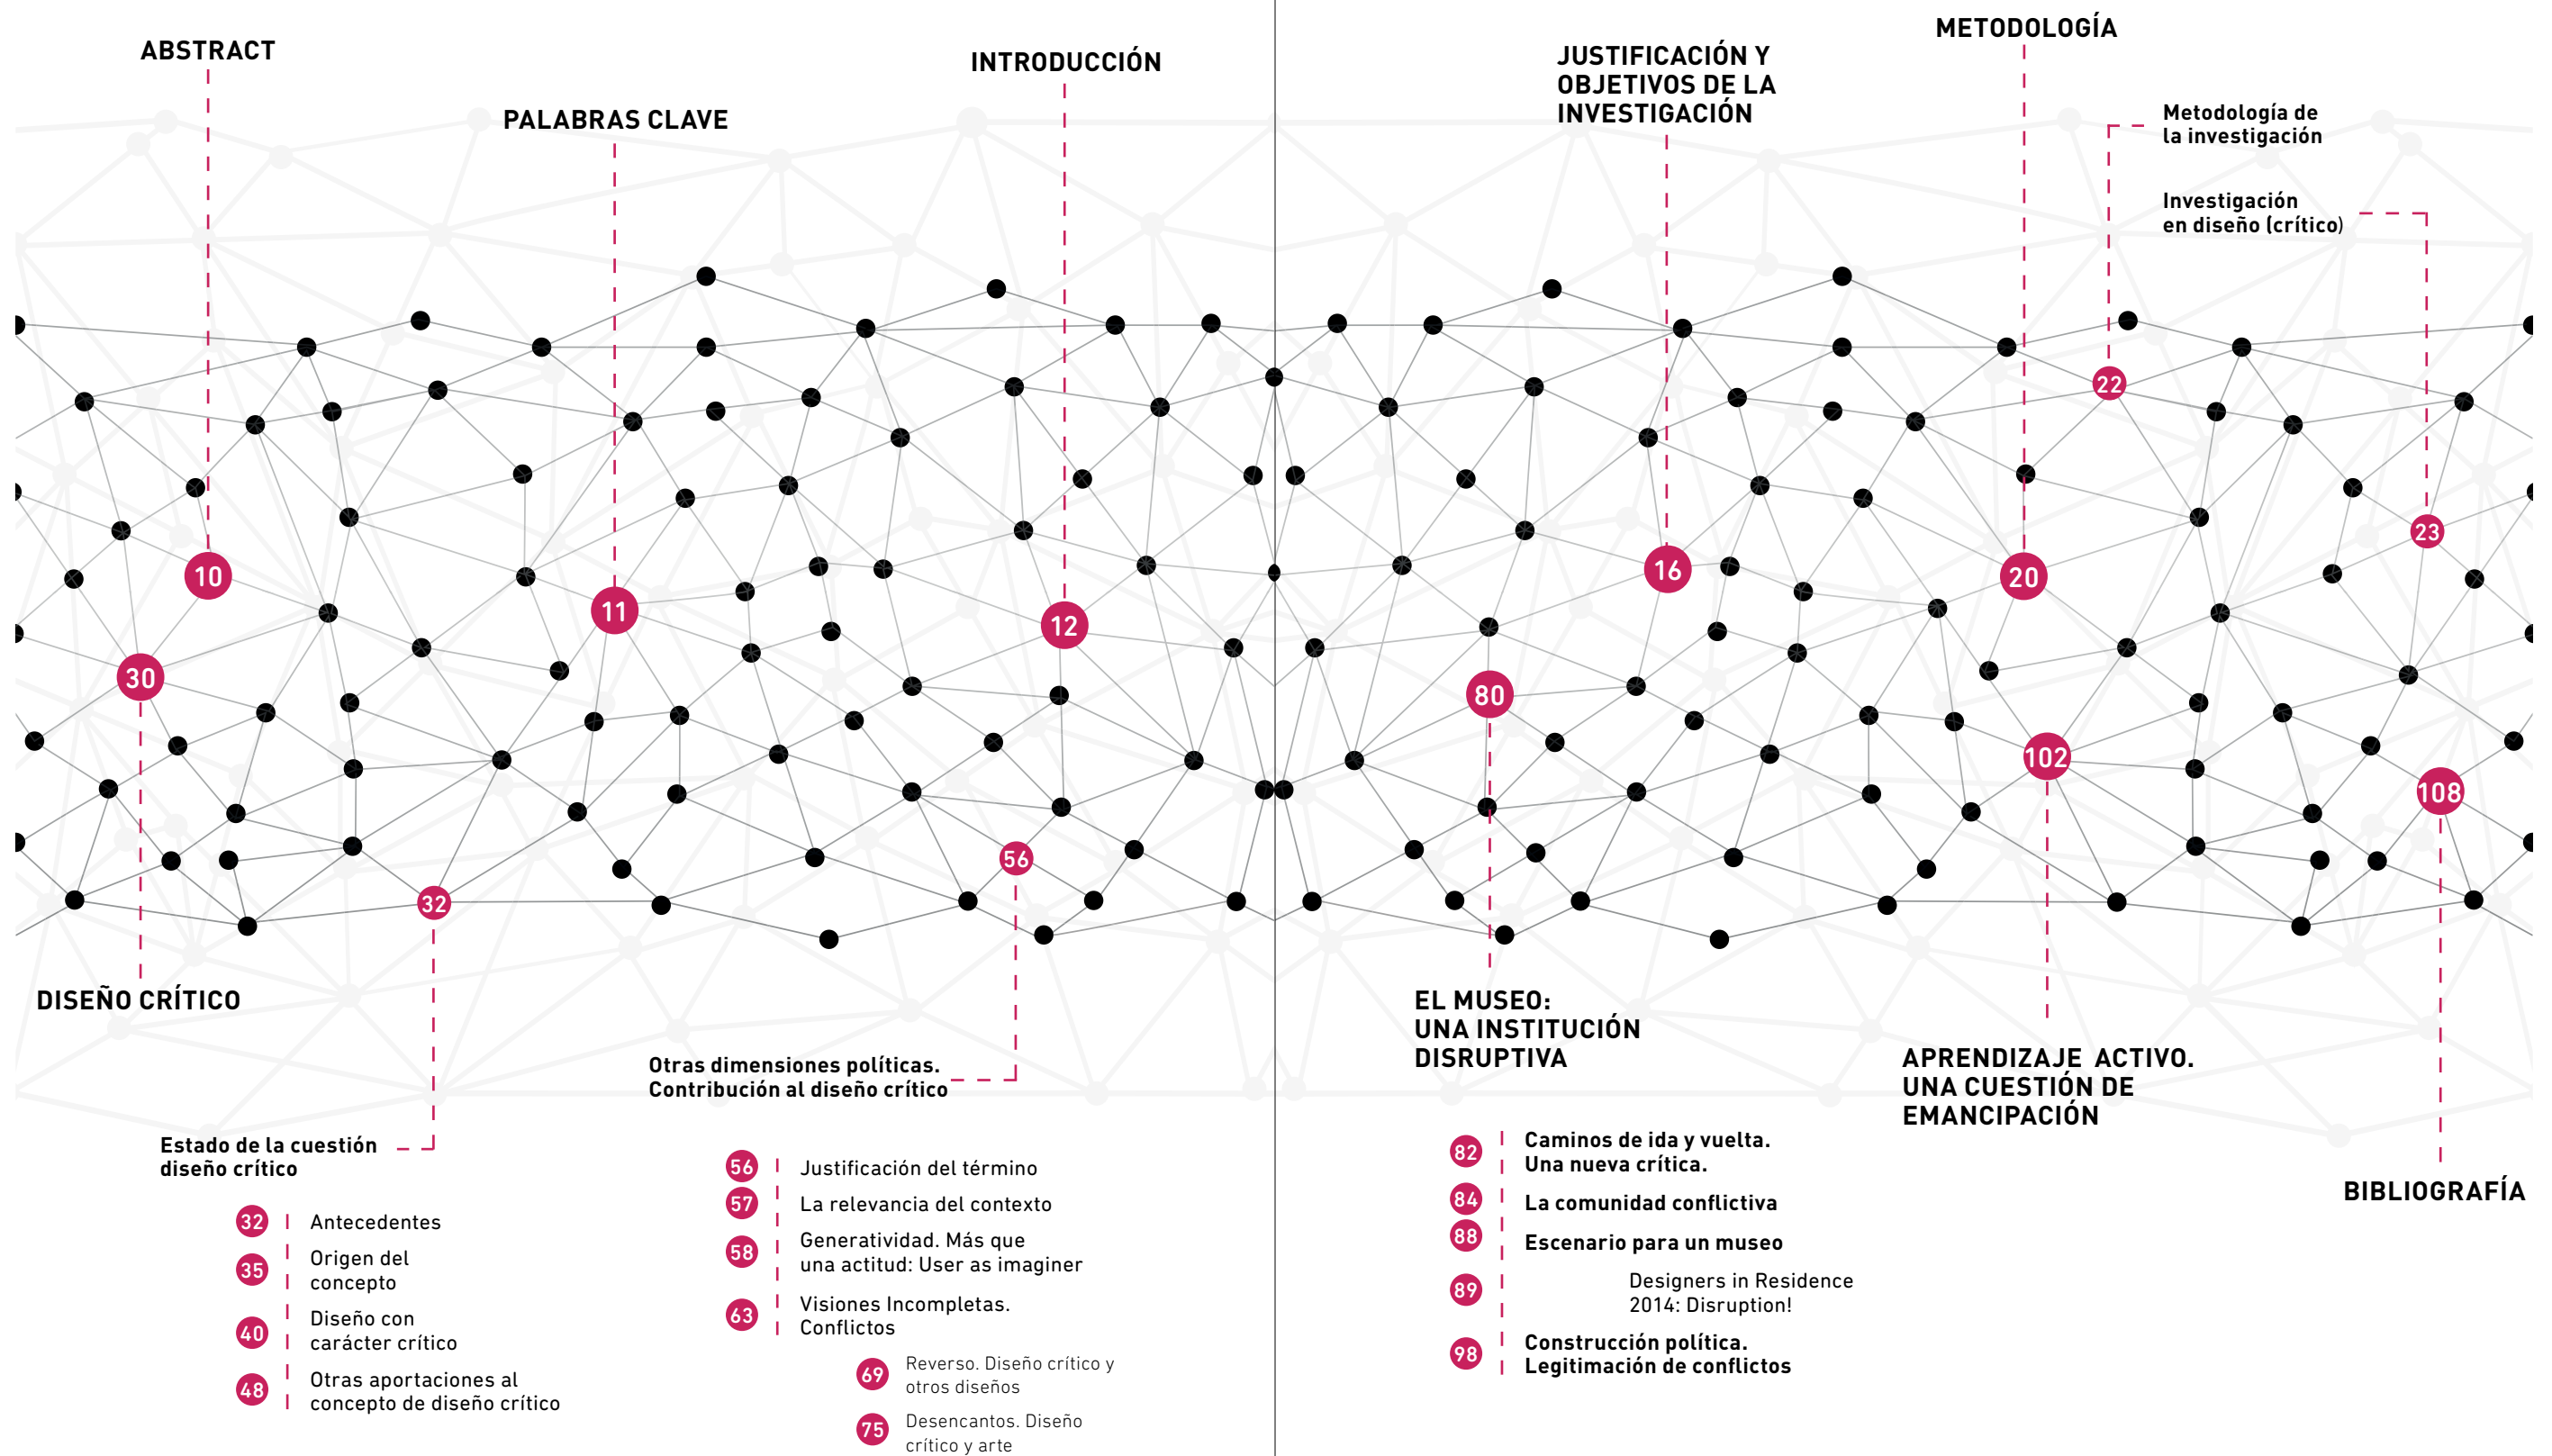 ABSTRACT
10
PALABRAS CLAVE
11
INTRODUCCIÓN
12
JUSTIFICACIÓN Y
OBJETIVOS DE LA
INVESTIGACIÓN
16
METODOLOGÍA
20
Metodología de
la investigación
22
Investigación
en diseño (crítico)
23
30
DISEÑO CRÍTICO
32
Estado de la cuestión
diseño crítico
32 Antecedentes
35 Origen del
concepto
40 Diseño con
carácter crítico
48 Otras aportaciones al
concepto de diseño crítico
56
Otras dimensiones políticas.
Contribución al diseño crítico
56 Justificación del término
57 La relevancia del contexto
58 Generatividad. Más que
una actitud: User as imaginer
63 Visiones Incompletas.
Conflictos
69 Reverso. Diseño crítico y
otros diseños
75 Desencantos. Diseño
crítico y arte
80
EL MUSEO:
UNA INSTITUCIÓN
DISRUPTIVA
82 Caminos de ida y vuelta.
Una nueva crítica.
84 La comunidad conflictiva
88 Escenario para un museo
89 Designers in Residence
2014: Disruption!
98 Construcción política.
Legitimación de conflictos
102
APRENDIZAJE ACTIVO.
UNA CUESTIÓN DE
EMANCIPACIÓN
108
BIBLIOGRAFÍA